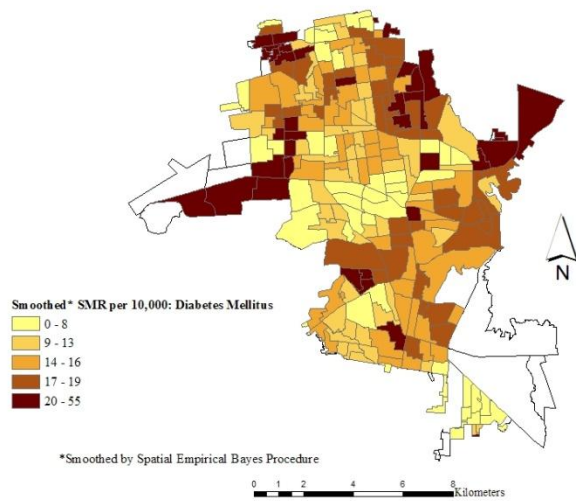 N
Smoothed* SMR per 10,000: Diabetes Mellitus
0 - 8
9 - 13
14 - 16
17 - 19
20 - 55
*Smoothed by Spatial Empirical Bayes Procedure
0 2 4 6 8
Kilometers